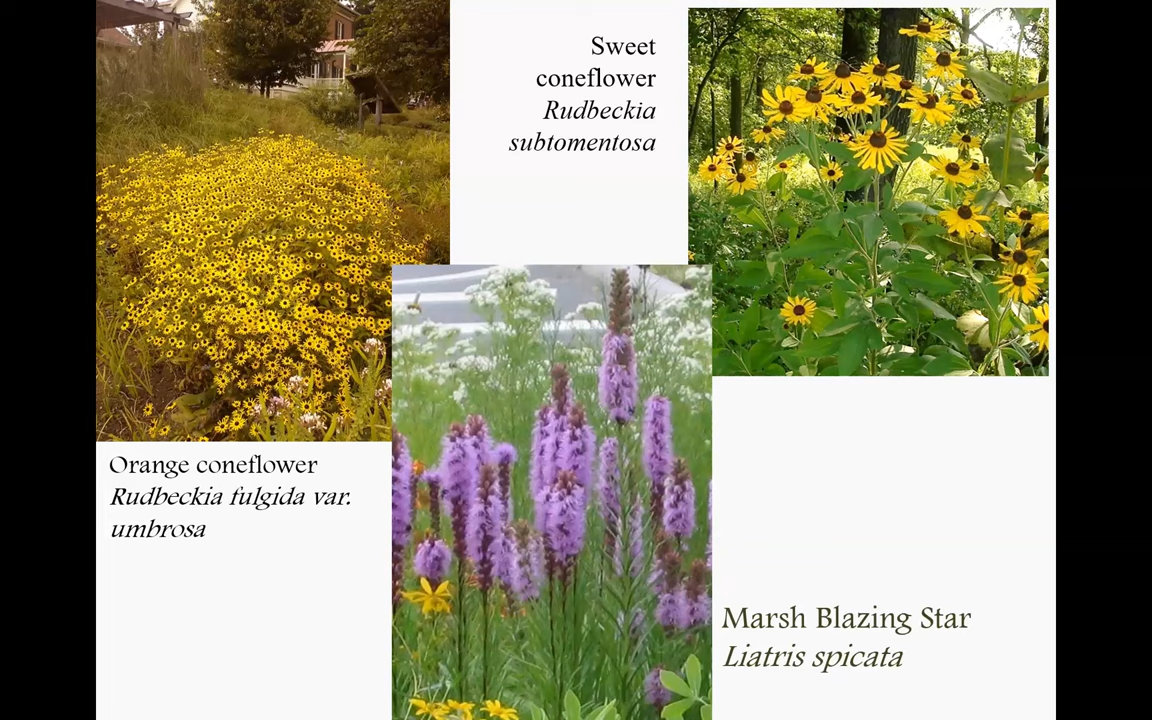 Sweet
coneflower
Rudbeckia
subtomentosa
Orange coneflower
Rudbeckia fulgida var.
umbrosa
Marsh Blazing Star
Liatris spicata